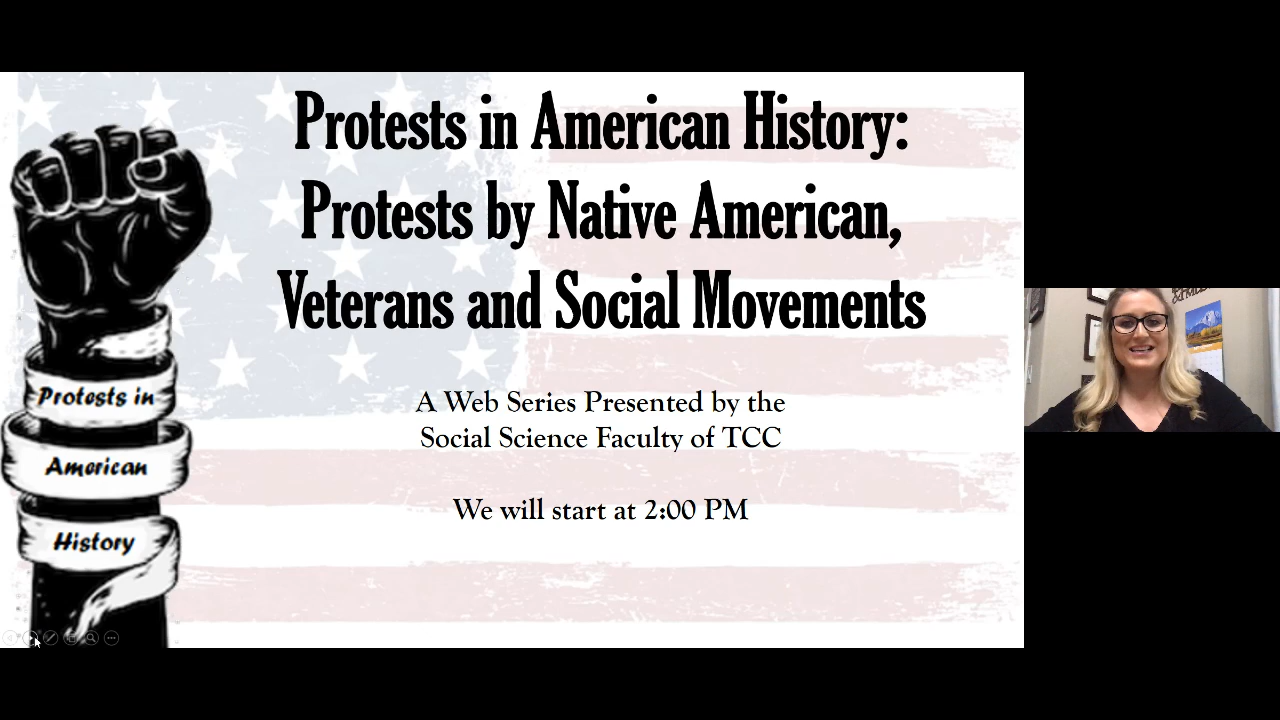 Protests in American History:
Protests by Native American,
Veterans and Social Movements
A Web Series Presented by the
Social Science Faculty of TCC
We will start at 2:00 PM
Protests in
American
History